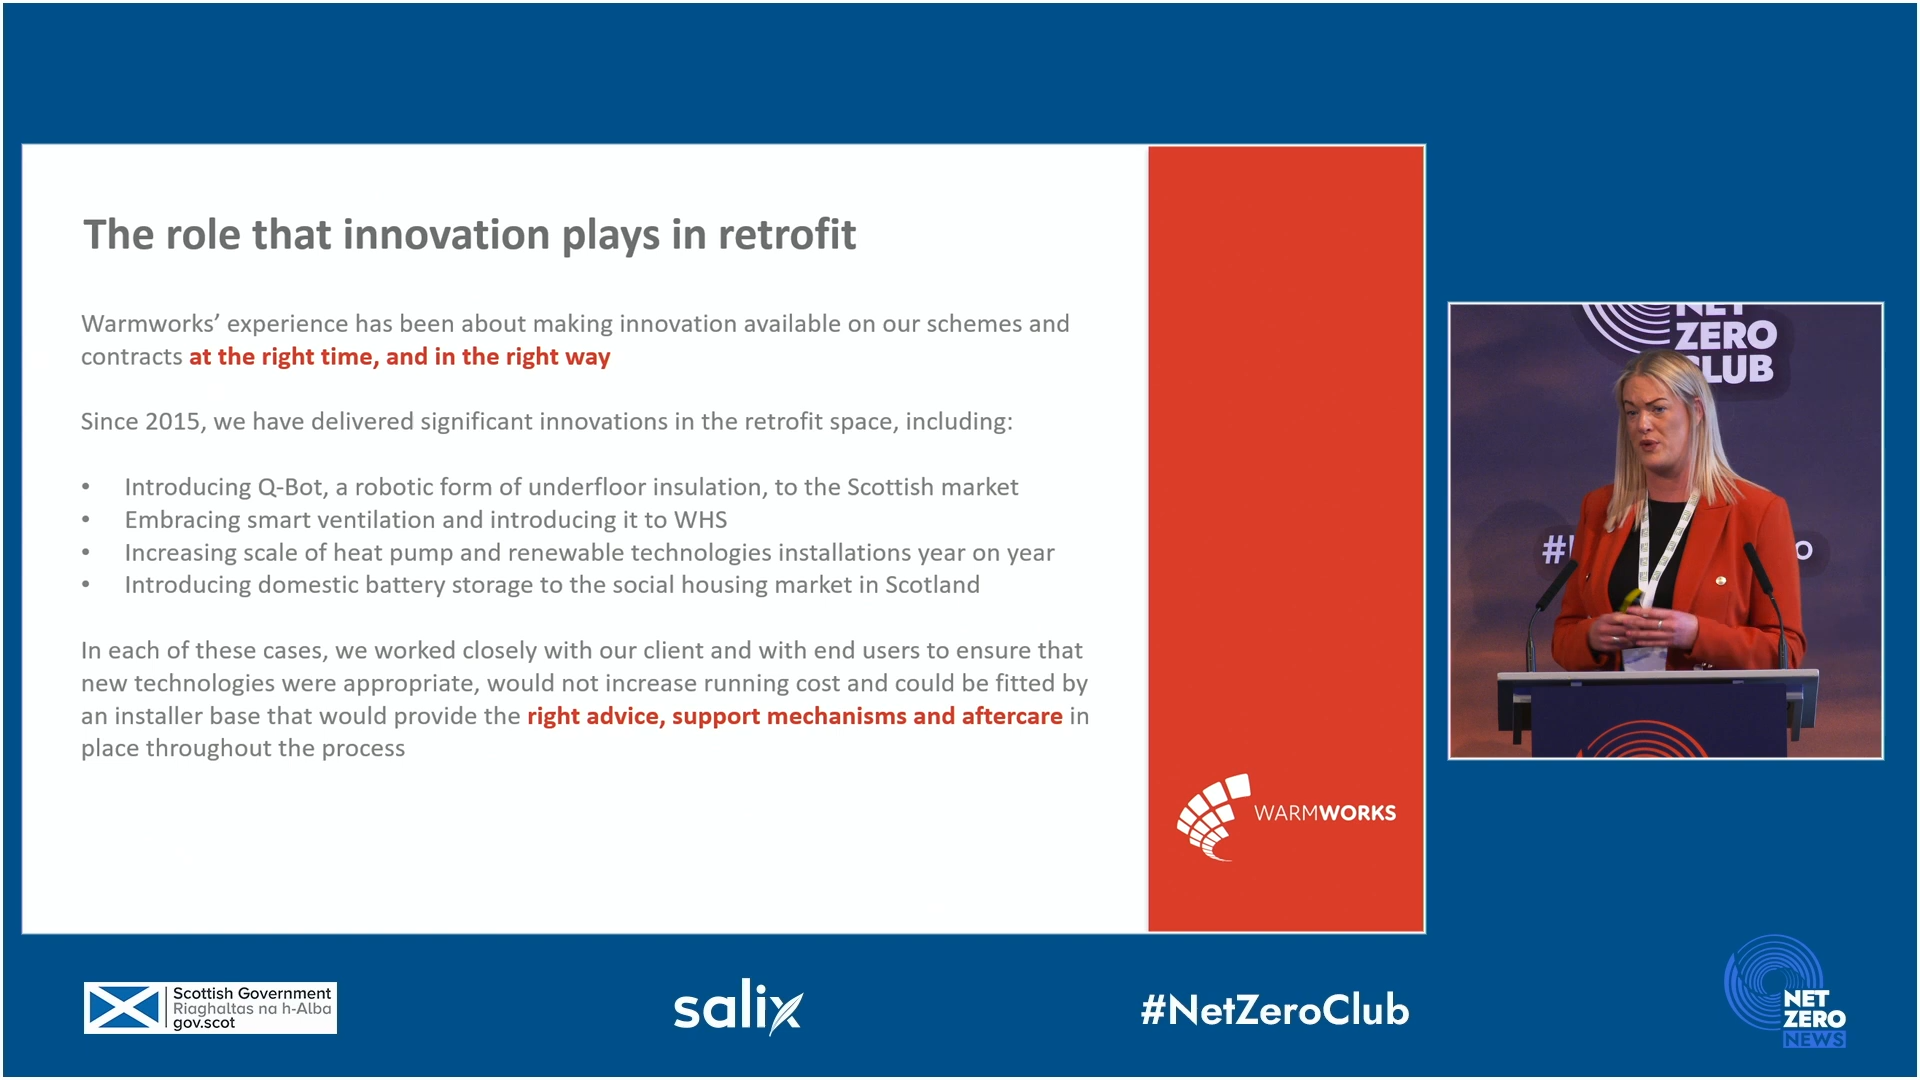 The role that innovation plays in retrofit
Warmworks’ experience has been about making innovation available on our schemes and
contracts at the right time, and in the right way
Since 2015, we have delivered significant innovations in the retrofit space, including:
• Introducing Q-Bot, a robotic form of underfloor insulation, to the Scottish market
• Embracing smart ventilation and introducing it to WHS
• Increasing scale of heat pump and renewable technologies installations year on year
• Introducing domestic battery storage to the social housing market in Scotland
In each of these cases, we worked closely with our client and with end users to ensure that
new technologies were appropriate, would not increase running cost and could be fitted by
an installer base that would provide the right advice, support mechanisms and aftercare in
place throughout the process
WARMWORKS
NET
ZERO
CLUB
Scottish Government
Riaghaltas na h-Alba
gov.scot
salix
#NetZeroClub
NET
ZERO
NEWS